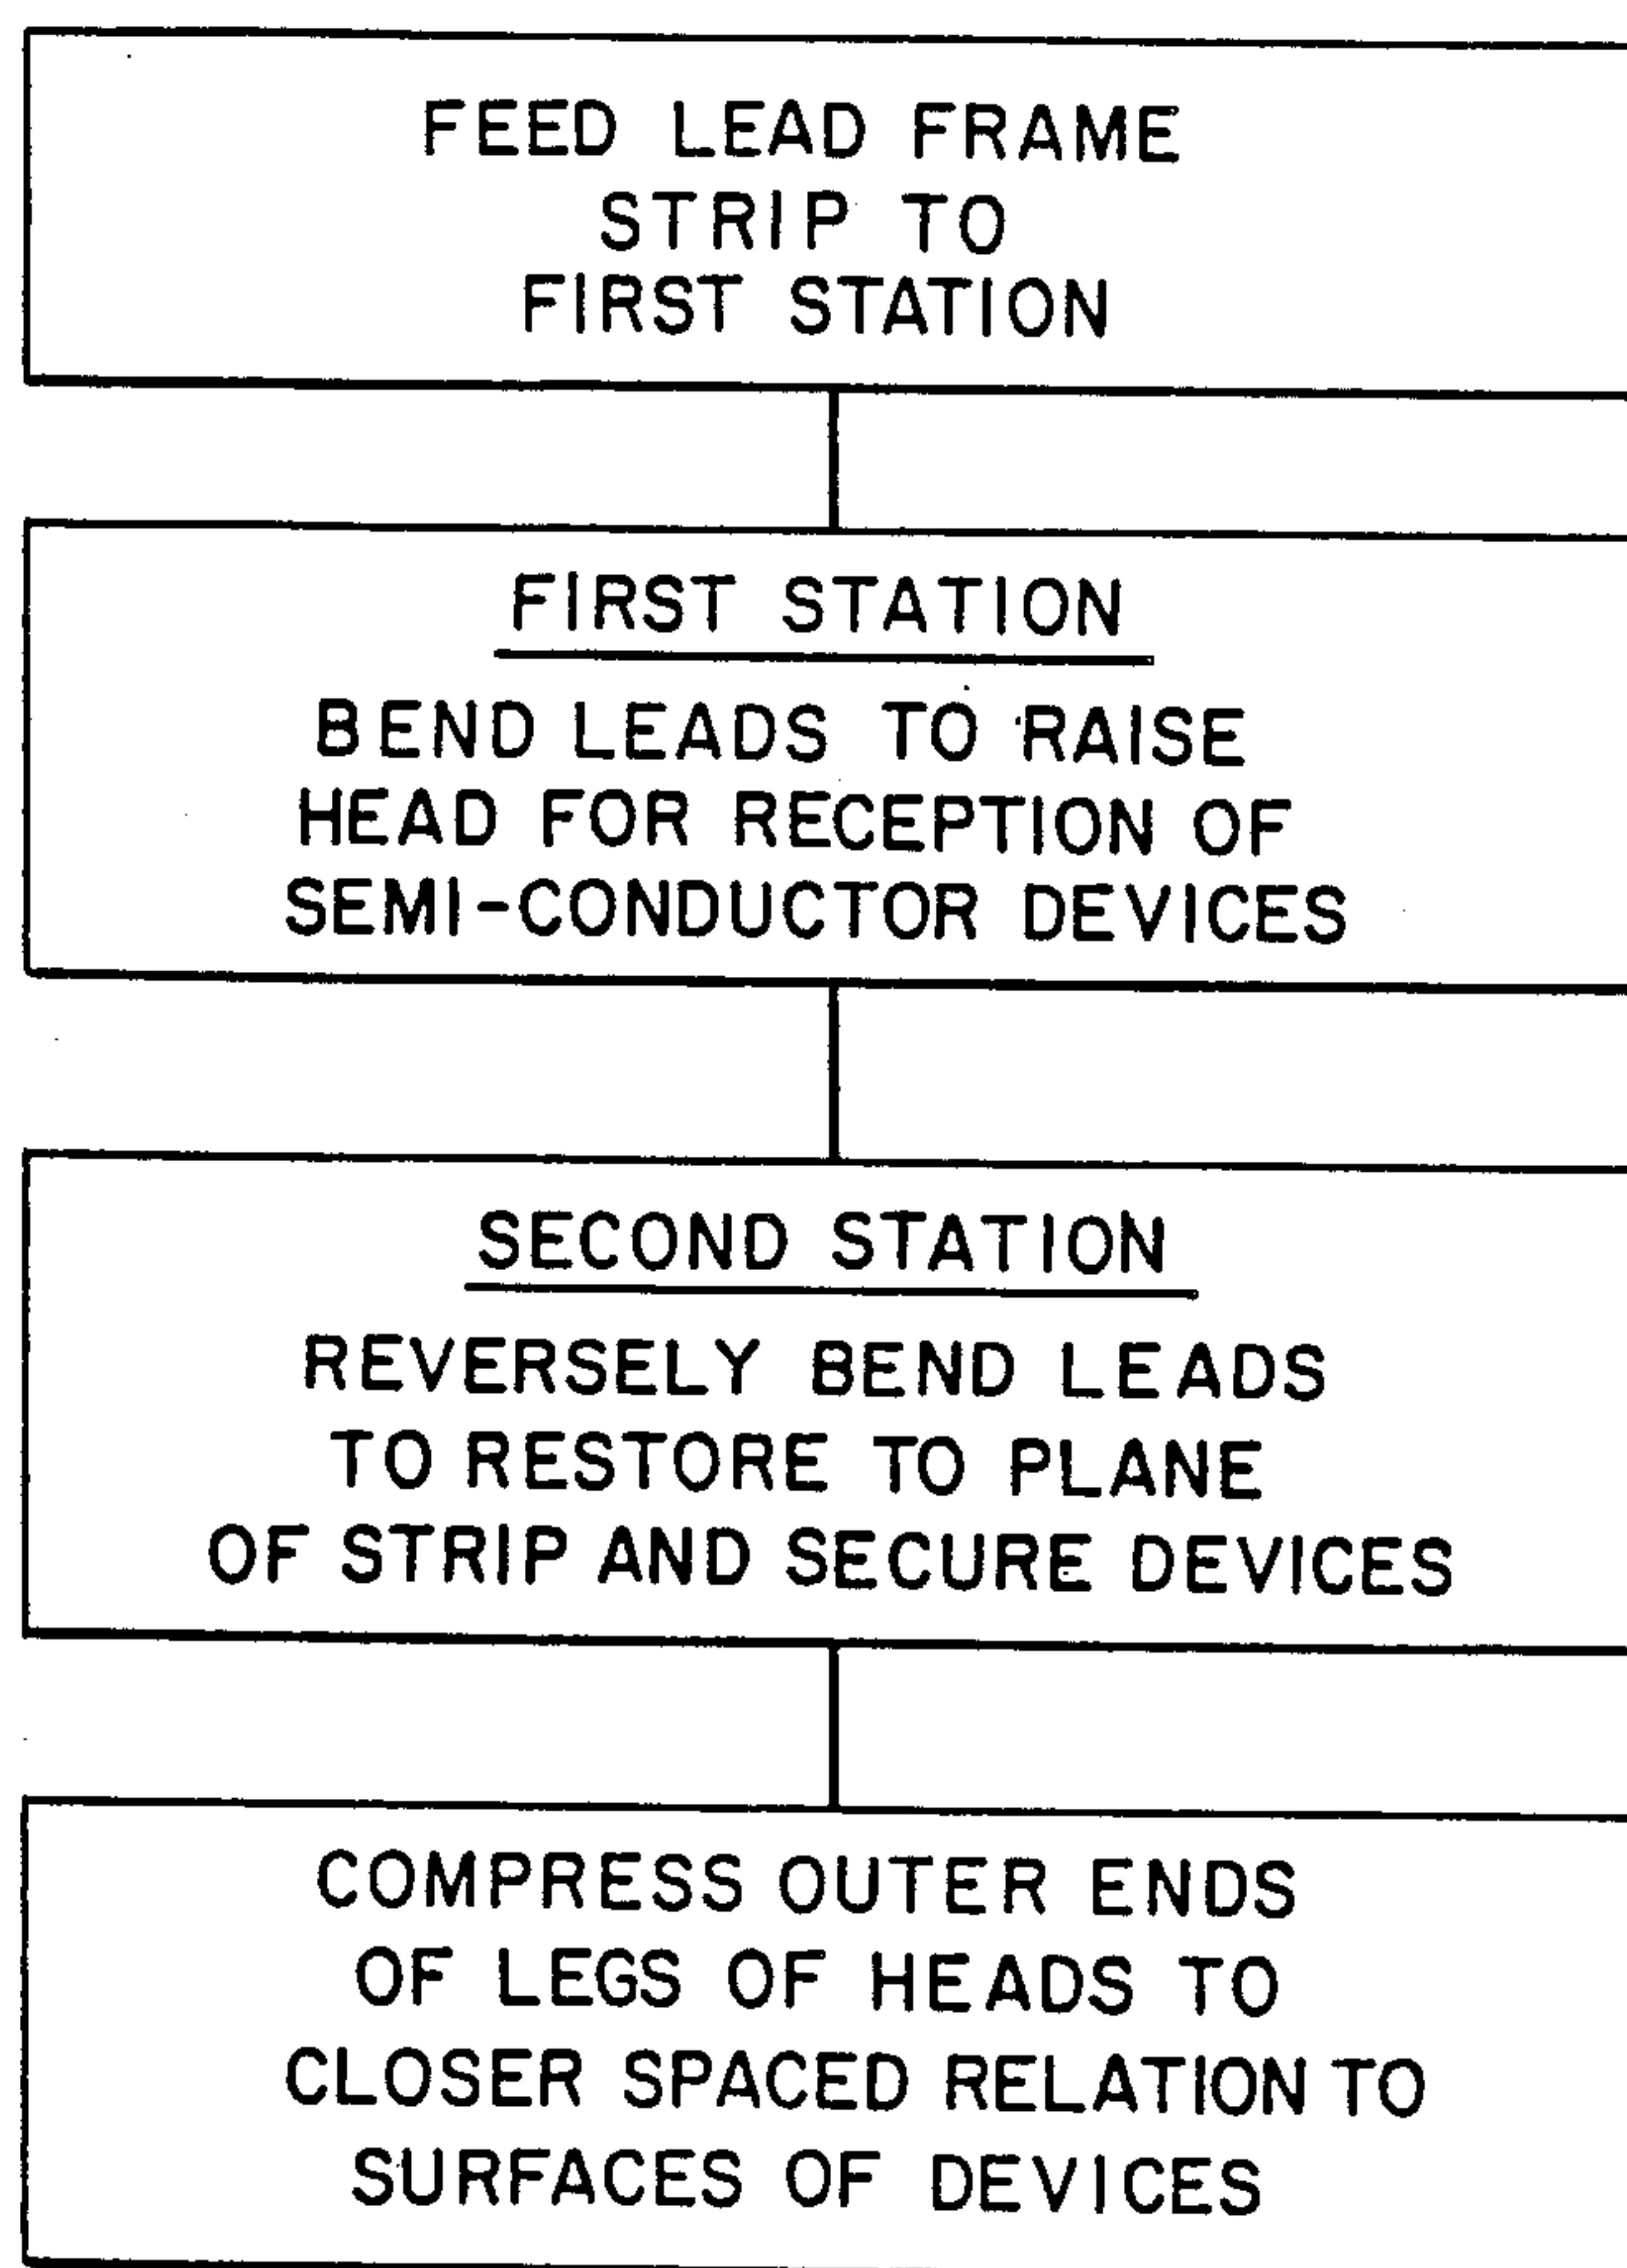 FEED LEAD FRAME
STRIP TO
FIRST STATION
FIRST STATION
BEND LEADS TO RAISE
HEAD FOR RECEPTION OF
SEMI-CONDUCTOR DEVICES
SECOND STATION
REVERSELY BEND LEADS
TO RESTORE TO PLANE
OF STRIP AND SECURE DEVICES
COMPRESS OUTER ENDS
OF LEGS OF HEADS TO
CLOSER SPACED RELATION TO
SURFACES OF DEVICES